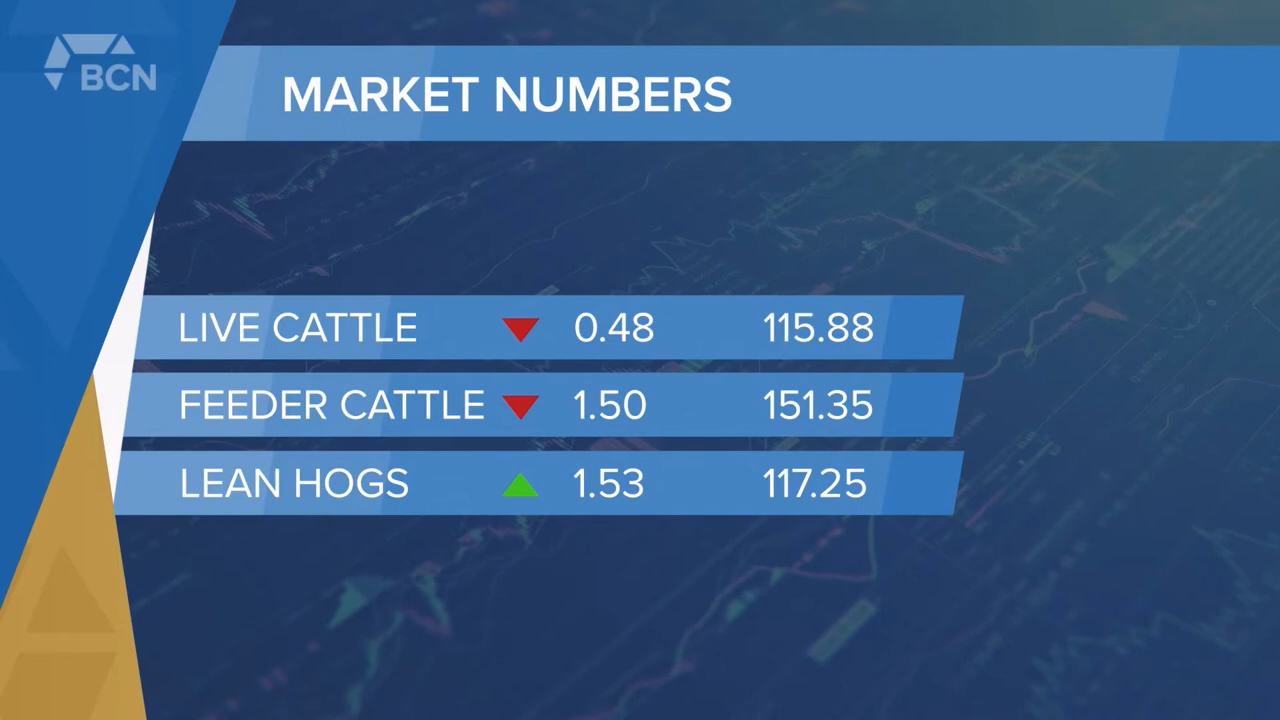 BCN
MARKET NUMBERS
LIVE CATTLE 0.48 115.88
FEEDER CATTLE 1.50 151.35
LEAN HOGS 1.53 117.25